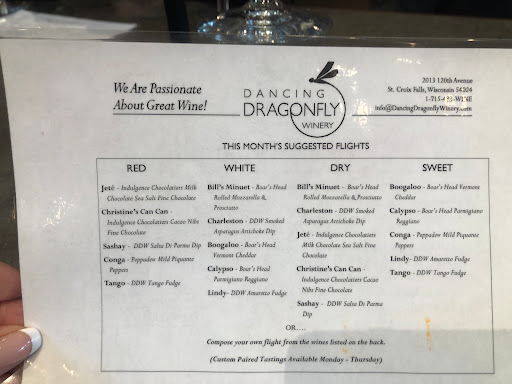 We Are Passionate
About Great Wine!
DANCING
DRAGONFLY
WINERY
2013 120th Avenue
St. Croix Falls, Wisconsin 54024
1-715-483-WINE
info@DancingDragonflyWinery.com
THIS MONTH'S SUGGESTED FLIGHTS
RED
Jeté - Indulgence Chocolatiers Milk
Chocolate Sea Salt Fine Chocolate
Christine's Can Can -
Indulgence Chocolatiers Cacao Nibs
Fine Chocolate
Sashay - DDW Salsa Di Parma Dip
Conga - Peppadew Mild Piquante
Peppers
Tango - DDW Tango Fudge
WHITE
Bill's Minuet - Boar's Head
Rolled Mozzarella &
Prosciutto
Charleston - DDW Smoked
Asparagus Artichoke Dip
Boogaloo - Boar's Head
Vermont Cheddar
Calypso - Boar's Head
Parmigiano Reggiano
Lindy- DDW Amaretto Fudge
DRY
Bill's Minuet - Boar's Head
Rolled Mozzarella & Prosciutto
Charleston - DDW Smoked
Asparagus Artichoke Dip
Jeté - Indulgence Chocolatiers
Milk Chocolate Sea Salt Fine
Chocolate
Christine's Can Can -
Indulgence Chocolatiers Cacao
Nibs Fine Chocolate
Sashay - DDW Salsa Di Parma
Dip
SWEET
Boogaloo - Boar's Head Vermont
Cheddar
Calypso - Boar's Head Parmigiano
Reggiano
Conga - Peppadew Mild Piquante
Peppers
Lindy- DDW Amaretto Fudge
Tango - DDW Tango Fudge
OR....
Compose your own flight from the wines listed on the back.
(Custom Paired Tastings Available Monday - Thursday)